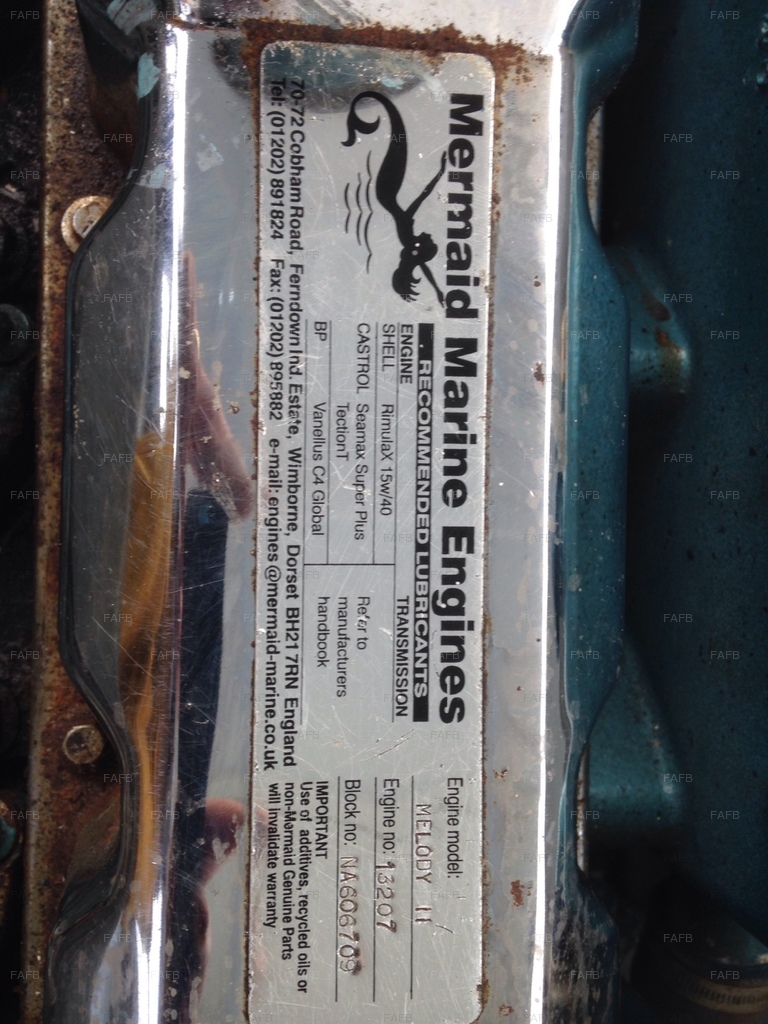 Mermaid Marine Engines
RECOMMENDED LUBRICANTS
ENGINE TRANSMISSION
SHELL RimulaX 15w/40
CASTROL Seamax Super Plus
TectionT
BP Vanellus C4 Global
Refer to
manufacturers
handbook
70-72 Cobham Road, Ferndown Ind. Estate, Wimborne, Dorset BH21 7RN England
Tel: (01202) 891824 Fax: (01202) 895882 e-mail: engines@mermaid-marine.co.uk
Engine model:
MELODY II
Engine no: 13207
Block no: NA606709
IMPORTANT
Use of additives, recycled oils or
non-Mermaid Genuine Parts
will invalidate warranty
FAFB